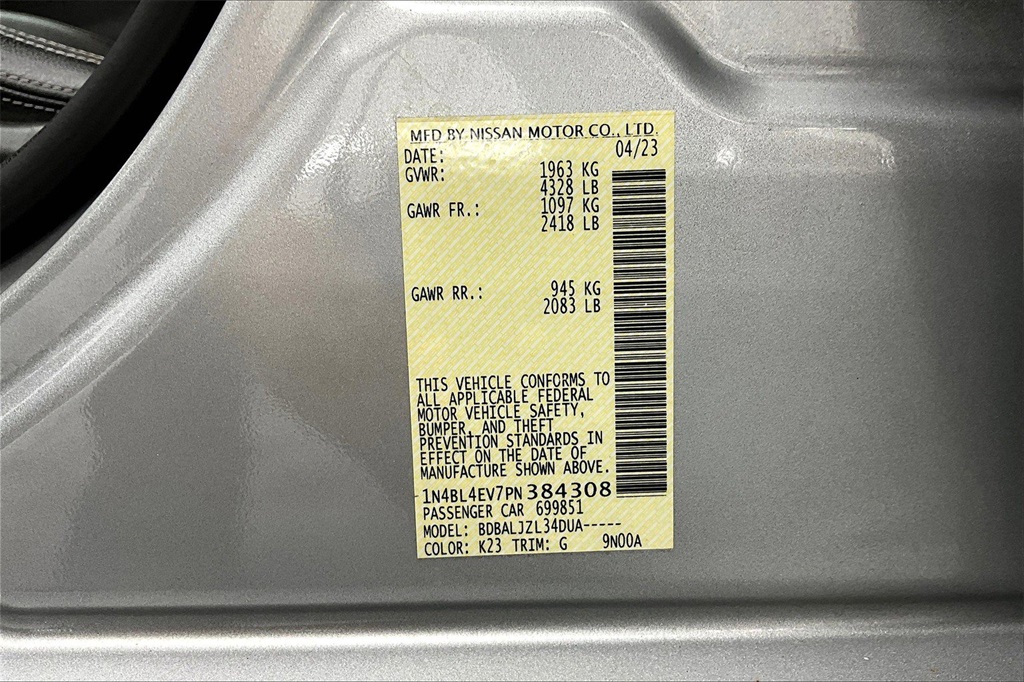 MFD BY NISSAN MOTOR CO., LTD.
DATE: 04/23
GVWR: 1963 KG
4328 LB
GAWR FR.: 1097 KG
2418 LB
GAWR RR.: 945 KG
2083 LB
THIS VEHICLE CONFORMS TO
ALL APPLICABLE FEDERAL
MOTOR VEHICLE SAFETY,
BUMPER, AND THEFT
PREVENTION STANDARDS IN
EFFECT ON THE DATE OF
MANUFACTURE SHOWN ABOVE.
1N4BL4EV7PN384308
PASSENGER CAR 699851
MODEL: BDBALJZL34DUA-----
COLOR: K23 TRIM: G 9N00A